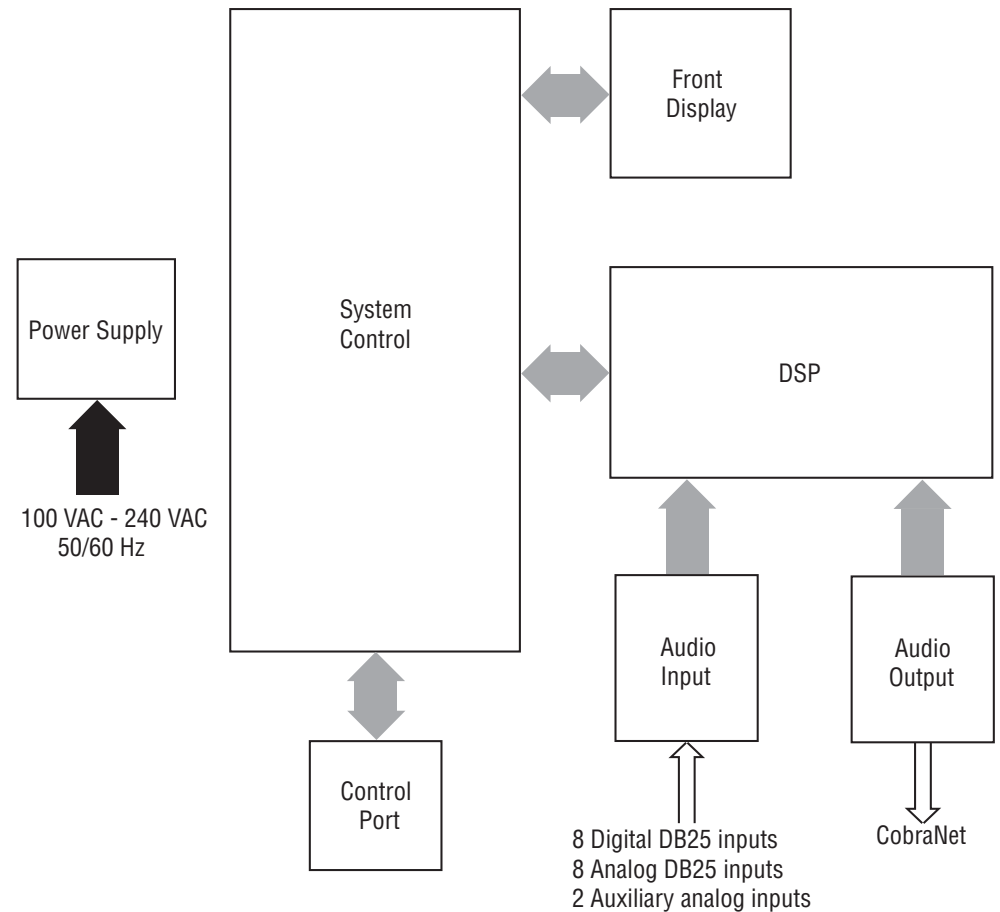 Front
Display
System
Control
Power Supply
DSP
100 VAC - 240 VAC
50/60 Hz
Audio
Input
Audio
Output
Control
Port
8 Digital DB25 inputs
8 Analog DB25 inputs
2 Auxiliary analog inputs
CobraNet